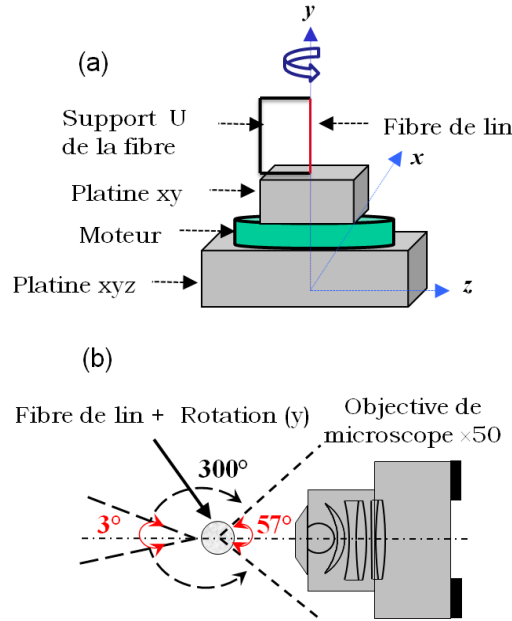 (a)
y
Support U
de la fibre
Fibre de lin
x
Platine xy
Moteur
Platine xyz
z
(b)
Fibre de lin + Rotation (y)
Objective de
microscope ×50
300°
3°
57°